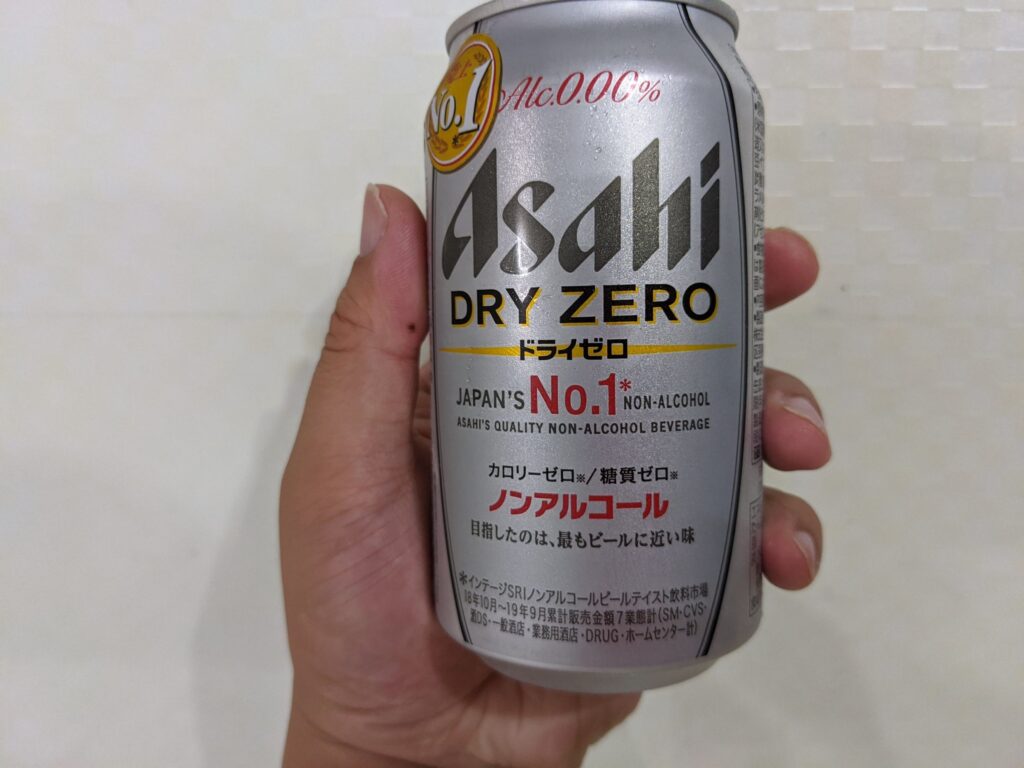 No.1
Alc.0.00%
Asahi
DRY ZERO
ドライゼロ
JAPAN'S No.1* NON-ALCOHOL
ASAHI'S QUALITY NON-ALCOHOL BEVERAGE
カロリーゼロ※/糖質ゼロ※
ノンアルコール
目指したのは、最もビールに近い味
*インテージSRIノンアルコールビールテイスト飲料市場
18年10月〜19年9月累計販売金額7業態計(SM・CVS・
酒DS・一般酒店・業務用酒店・DRUG・ホームセンター計)